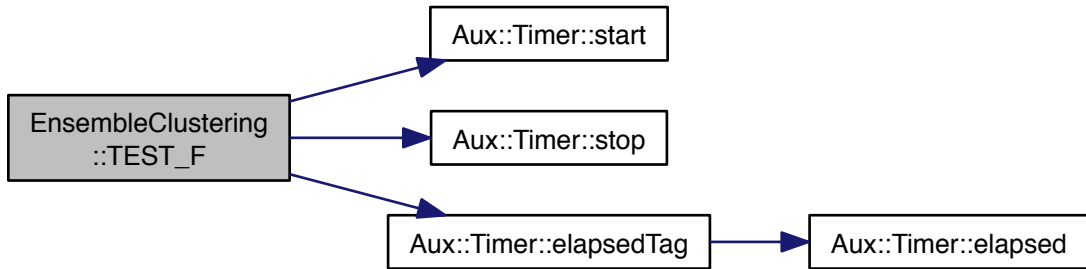 EnsembleClustering
::TEST_F
Aux::Timer::start
Aux::Timer::stop
Aux::Timer::elapsedTag
Aux::Timer::elapsed